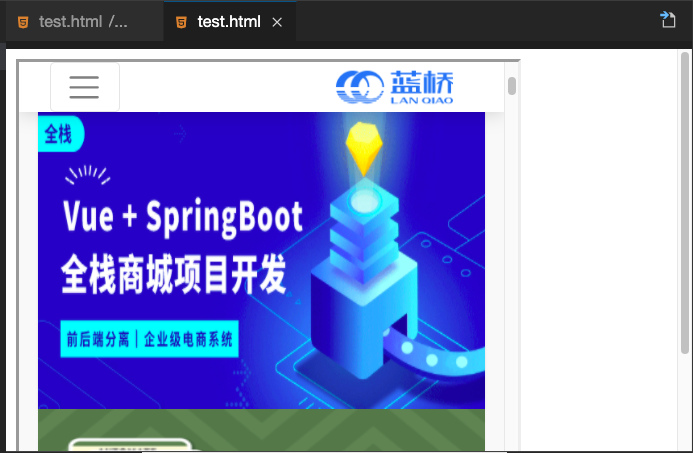 test.html /...
test.html
蓝桥
LAN QIAO
全栈
Vue + SpringBoot
全栈商城项目开发
前后端分离 | 企业级电商系统